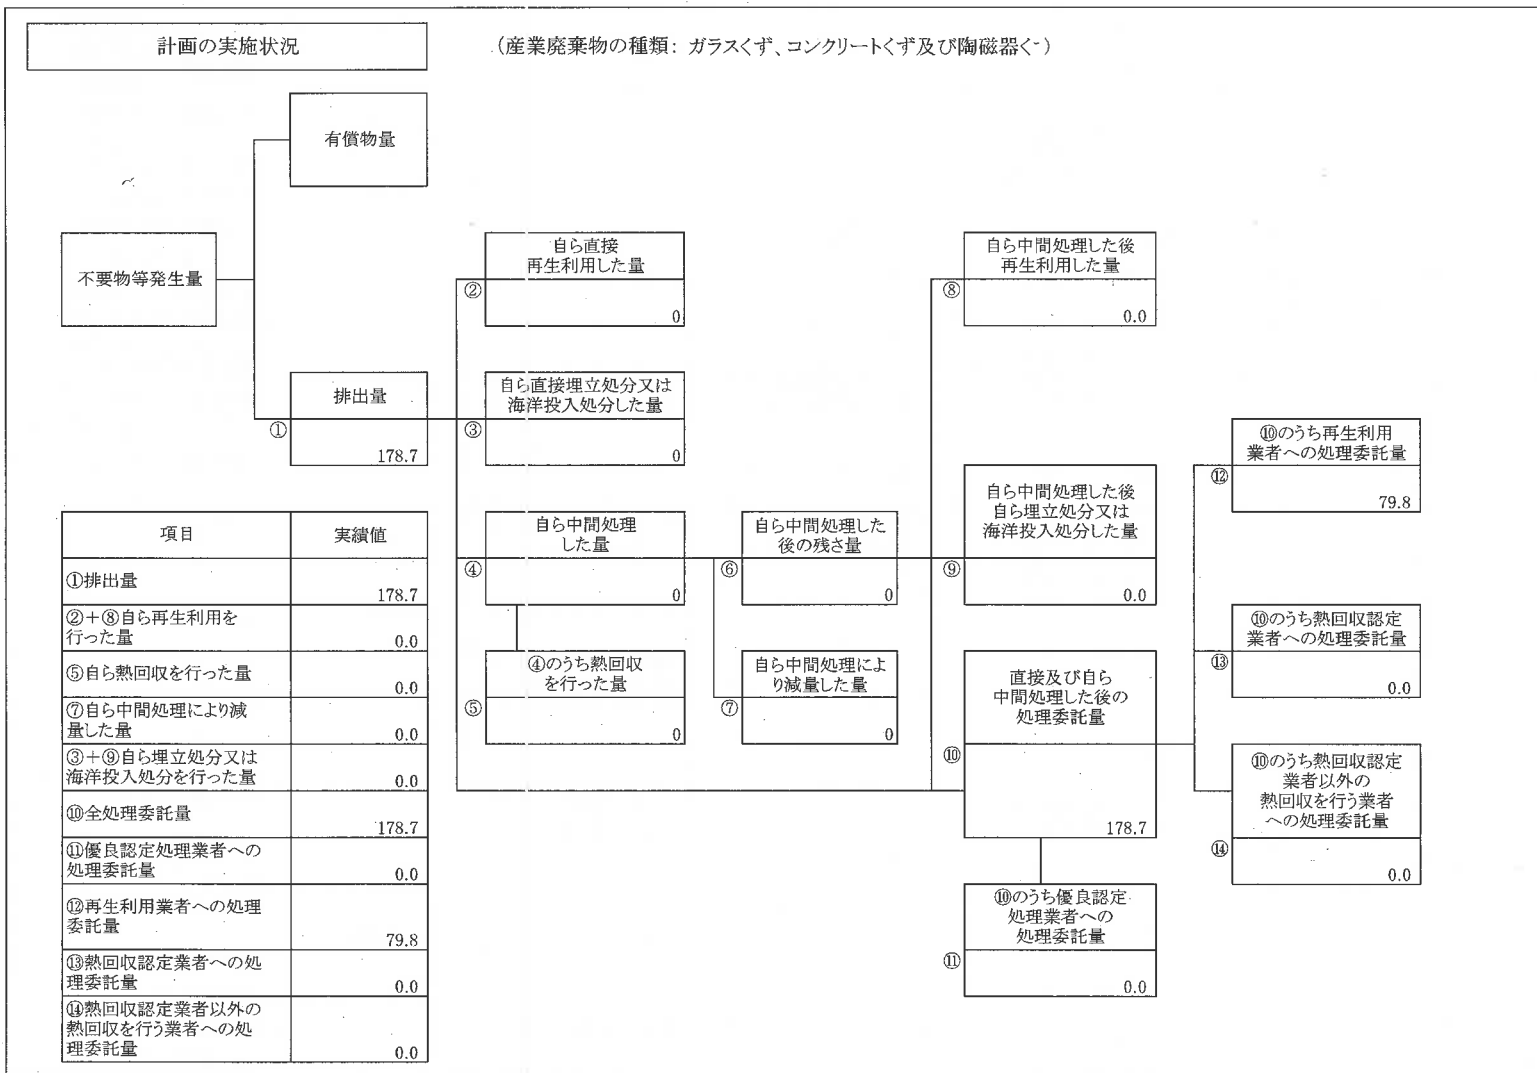 計画の実施状況
（産業廃棄物の種類： ガラスくず、コンクリートくず及び陶磁器く
有償物量
不要物等発生量
排出量
①
178.7
自ら直接
再生利用した量
②
0
自ら直接埋立処分又は
海洋投入処分した量
③
0
自ら中間処理
した量
④
0
④のうち熱回収
を行った量
⑤
0
自ら中間処理した
後の残さ量
⑥
0
自ら中間処理によ
り減量した量
⑦
0
自ら中間処理した後
再生利用した量
⑧
0.0
自ら中間処理した後
自ら埋立処分又は
海洋投入処分した量
⑨
0.0
直接及び自ら
中間処理した後の
処理委託量
⑩
178.7
⑩のうち優良認定
処理業者への
処理委託量
⑪
0.0
⑩のうち再生利用
業者への処理委託量
⑫
79.8
⑩のうち熱回収認定
業者への処理委託量
⑬
0.0
⑩のうち熱回収認定
業者以外の
熱回収を行う業者
への処理委託量
⑭
0.0
項目 実績値
①排出量
178.7
②＋⑧自ら再生利用を
行った量
0.0
⑤自ら熱回収を行った量
0.0
⑦自ら中間処理により減
量した量
0.0
③＋⑨自ら埋立処分又は
海洋投入処分を行った量
0.0
⑩全処理委託量
178.7
⑪優良認定処理業者への
処理委託量
0.0
⑫再生利用業者への処理
委託量
79.8
⑬熱回収認定業者への処
理委託量
0.0
⑭熱回収認定業者以外の
熱回収を行う業者への処
理委託量
0.0